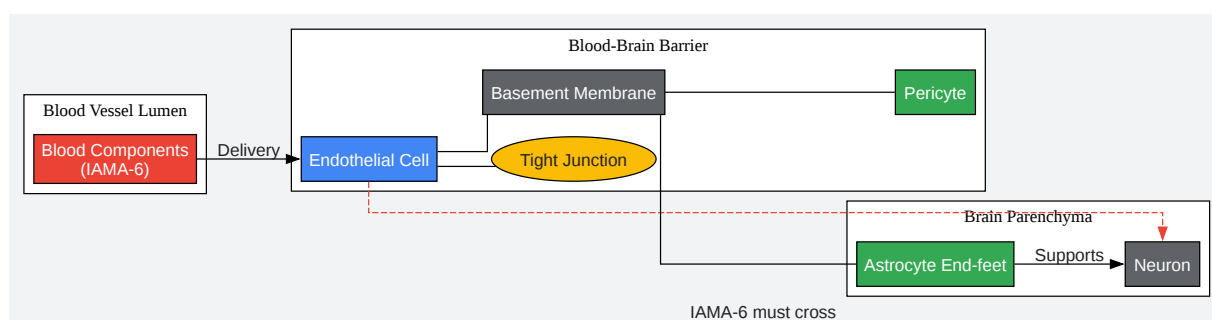 Blood-Brain Barrier
Basement Membrane
Pericyte
Blood Vessel Lumen
Blood Components
(IAMA-6)
Delivery
Endothelial Cell
Tight Junction
Brain Parenchyma
Astrocyte End-feet
Supports
Neuron
IAMA-6 must cross